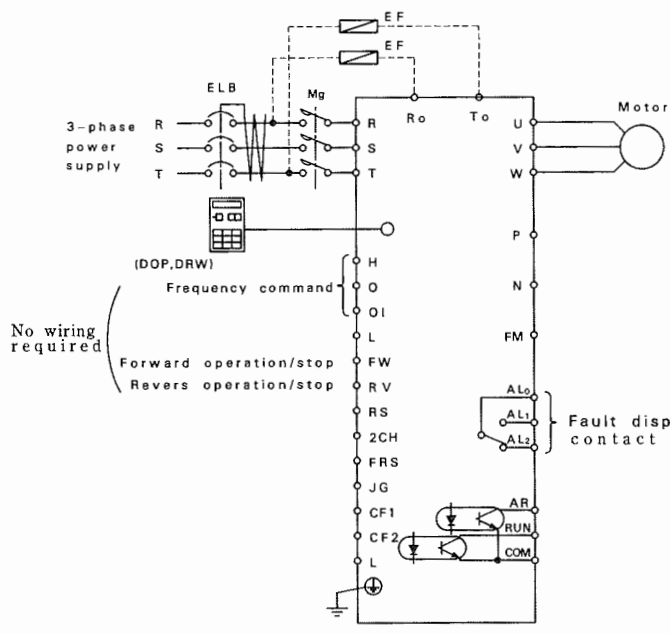 EF
EF
ELB
Mg
Ro To
Motor
3-phase
power
supply
R
S
T
R
S
T
U
V
W
(DOP,DRW)
P
N
FM
H
Frequency command
O
OI
L
No wiring
required
Forward operation/stop
FW
Revers operation/stop
RV
RS
2CH
FRS
JG
CF1
CF2
L
AL0
AL1
AL2
Fault disp
contact
AR
RUN
COM